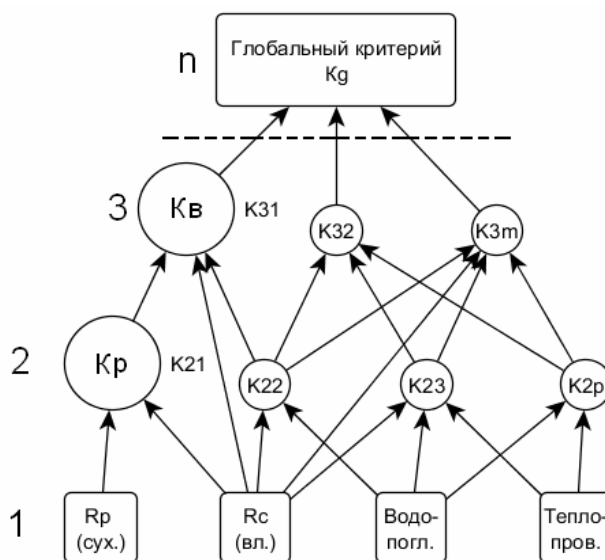 n
Глобальный критерий
Kg
3
Кв
K31
K32
K3m
2
Кр
K21
K22
K23
K2p
1
Rp
(сух.)
Rc
(вл.)
Водо-
погл.
Тепло-
пров.